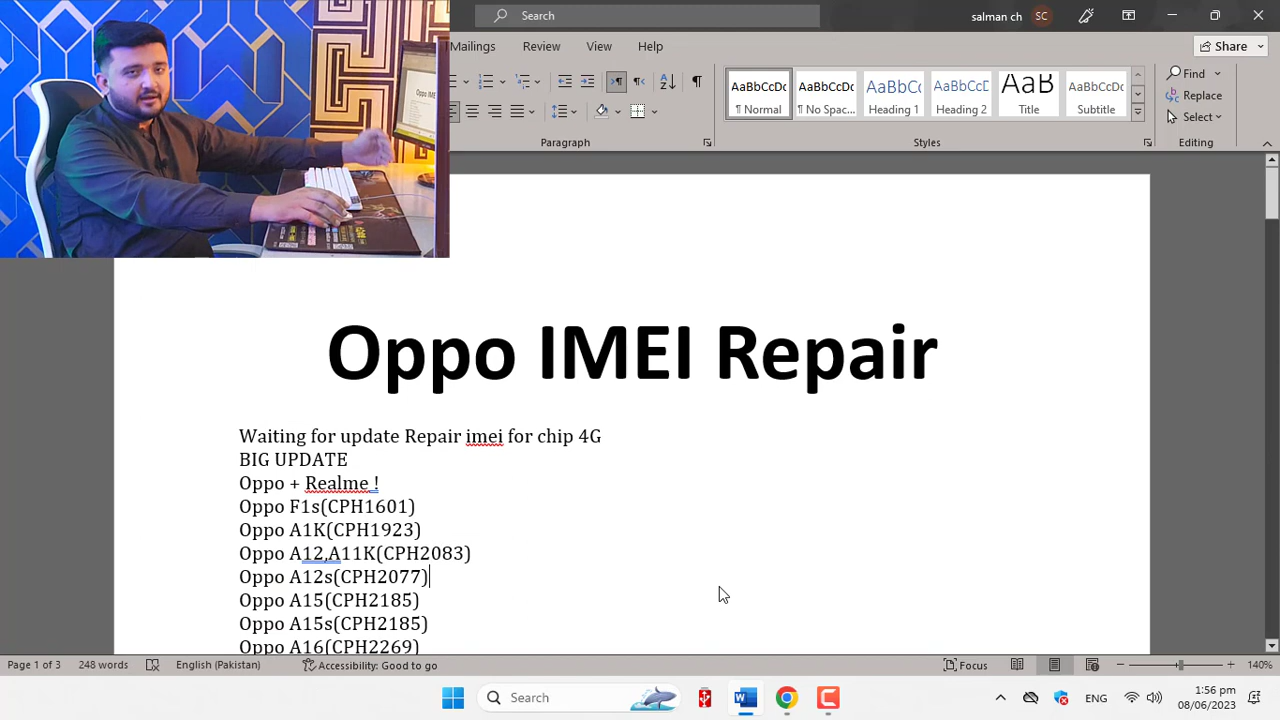 Search
salman ch
SC
Mailings
Review
View
Help
Share
AaBbCcDc
AaBbCcDc
AaBbCc
AaBbCcD
AaB
AaBbCcD
Find
Replace
Select
¶ Normal
¶ No Spac...
Heading 1
Heading 2
Title
Subtitle
Paragraph
Styles
Editing
Oppo IMEI
Oppo IMEI Repair
Waiting for update Repair imei for chip 4G
BIG UPDATE
Oppo + Realme !
Oppo F1s(CPH1601)
Oppo A1K(CPH1923)
Oppo A12,A11K(CPH2083)
Oppo A12s(CPH2077)
Oppo A15(CPH2185)
Oppo A15s(CPH2185)
Oppo A16(CPH2269)
Page 1 of 3
248 words
English (Pakistan)
Accessibility: Good to go
Focus
140%
Search
ENG
1:56 pm
08/06/2023